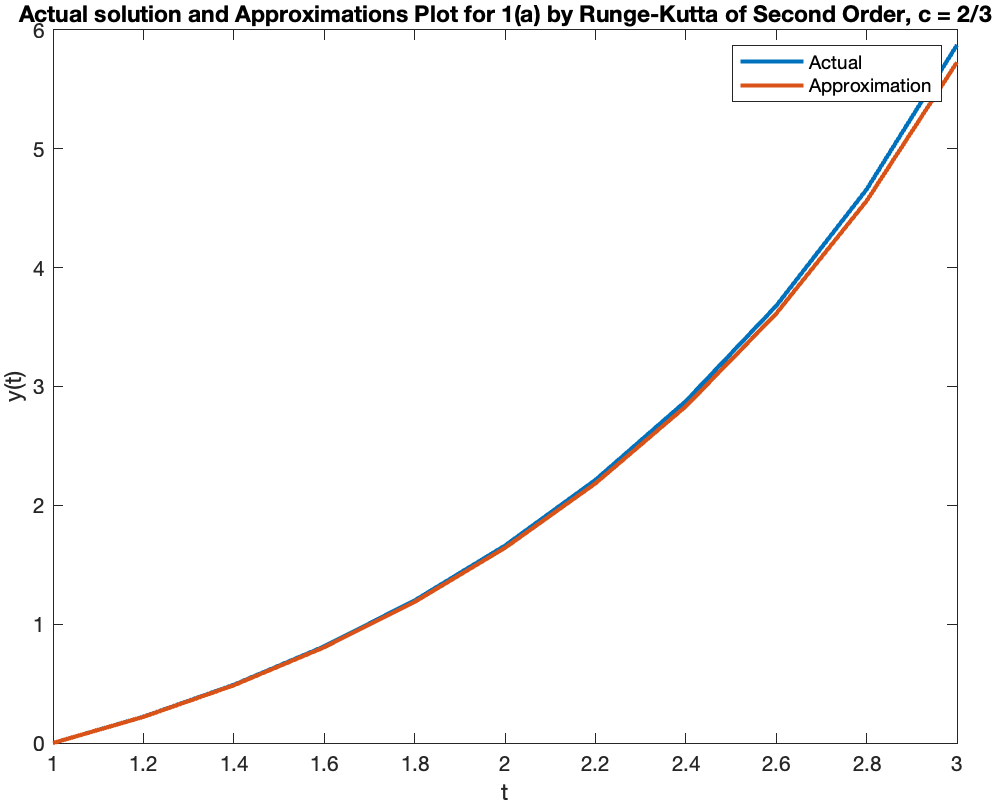 Actual solution and Approximations Plot for 1(a) by Runge-Kutta of Second Order, c = 2/3
Actual
Approximation
6
5
4
3
2
1
0
y(t)
1 1.2 1.4 1.6 1.8 2 2.2 2.4 2.6 2.8 3
t